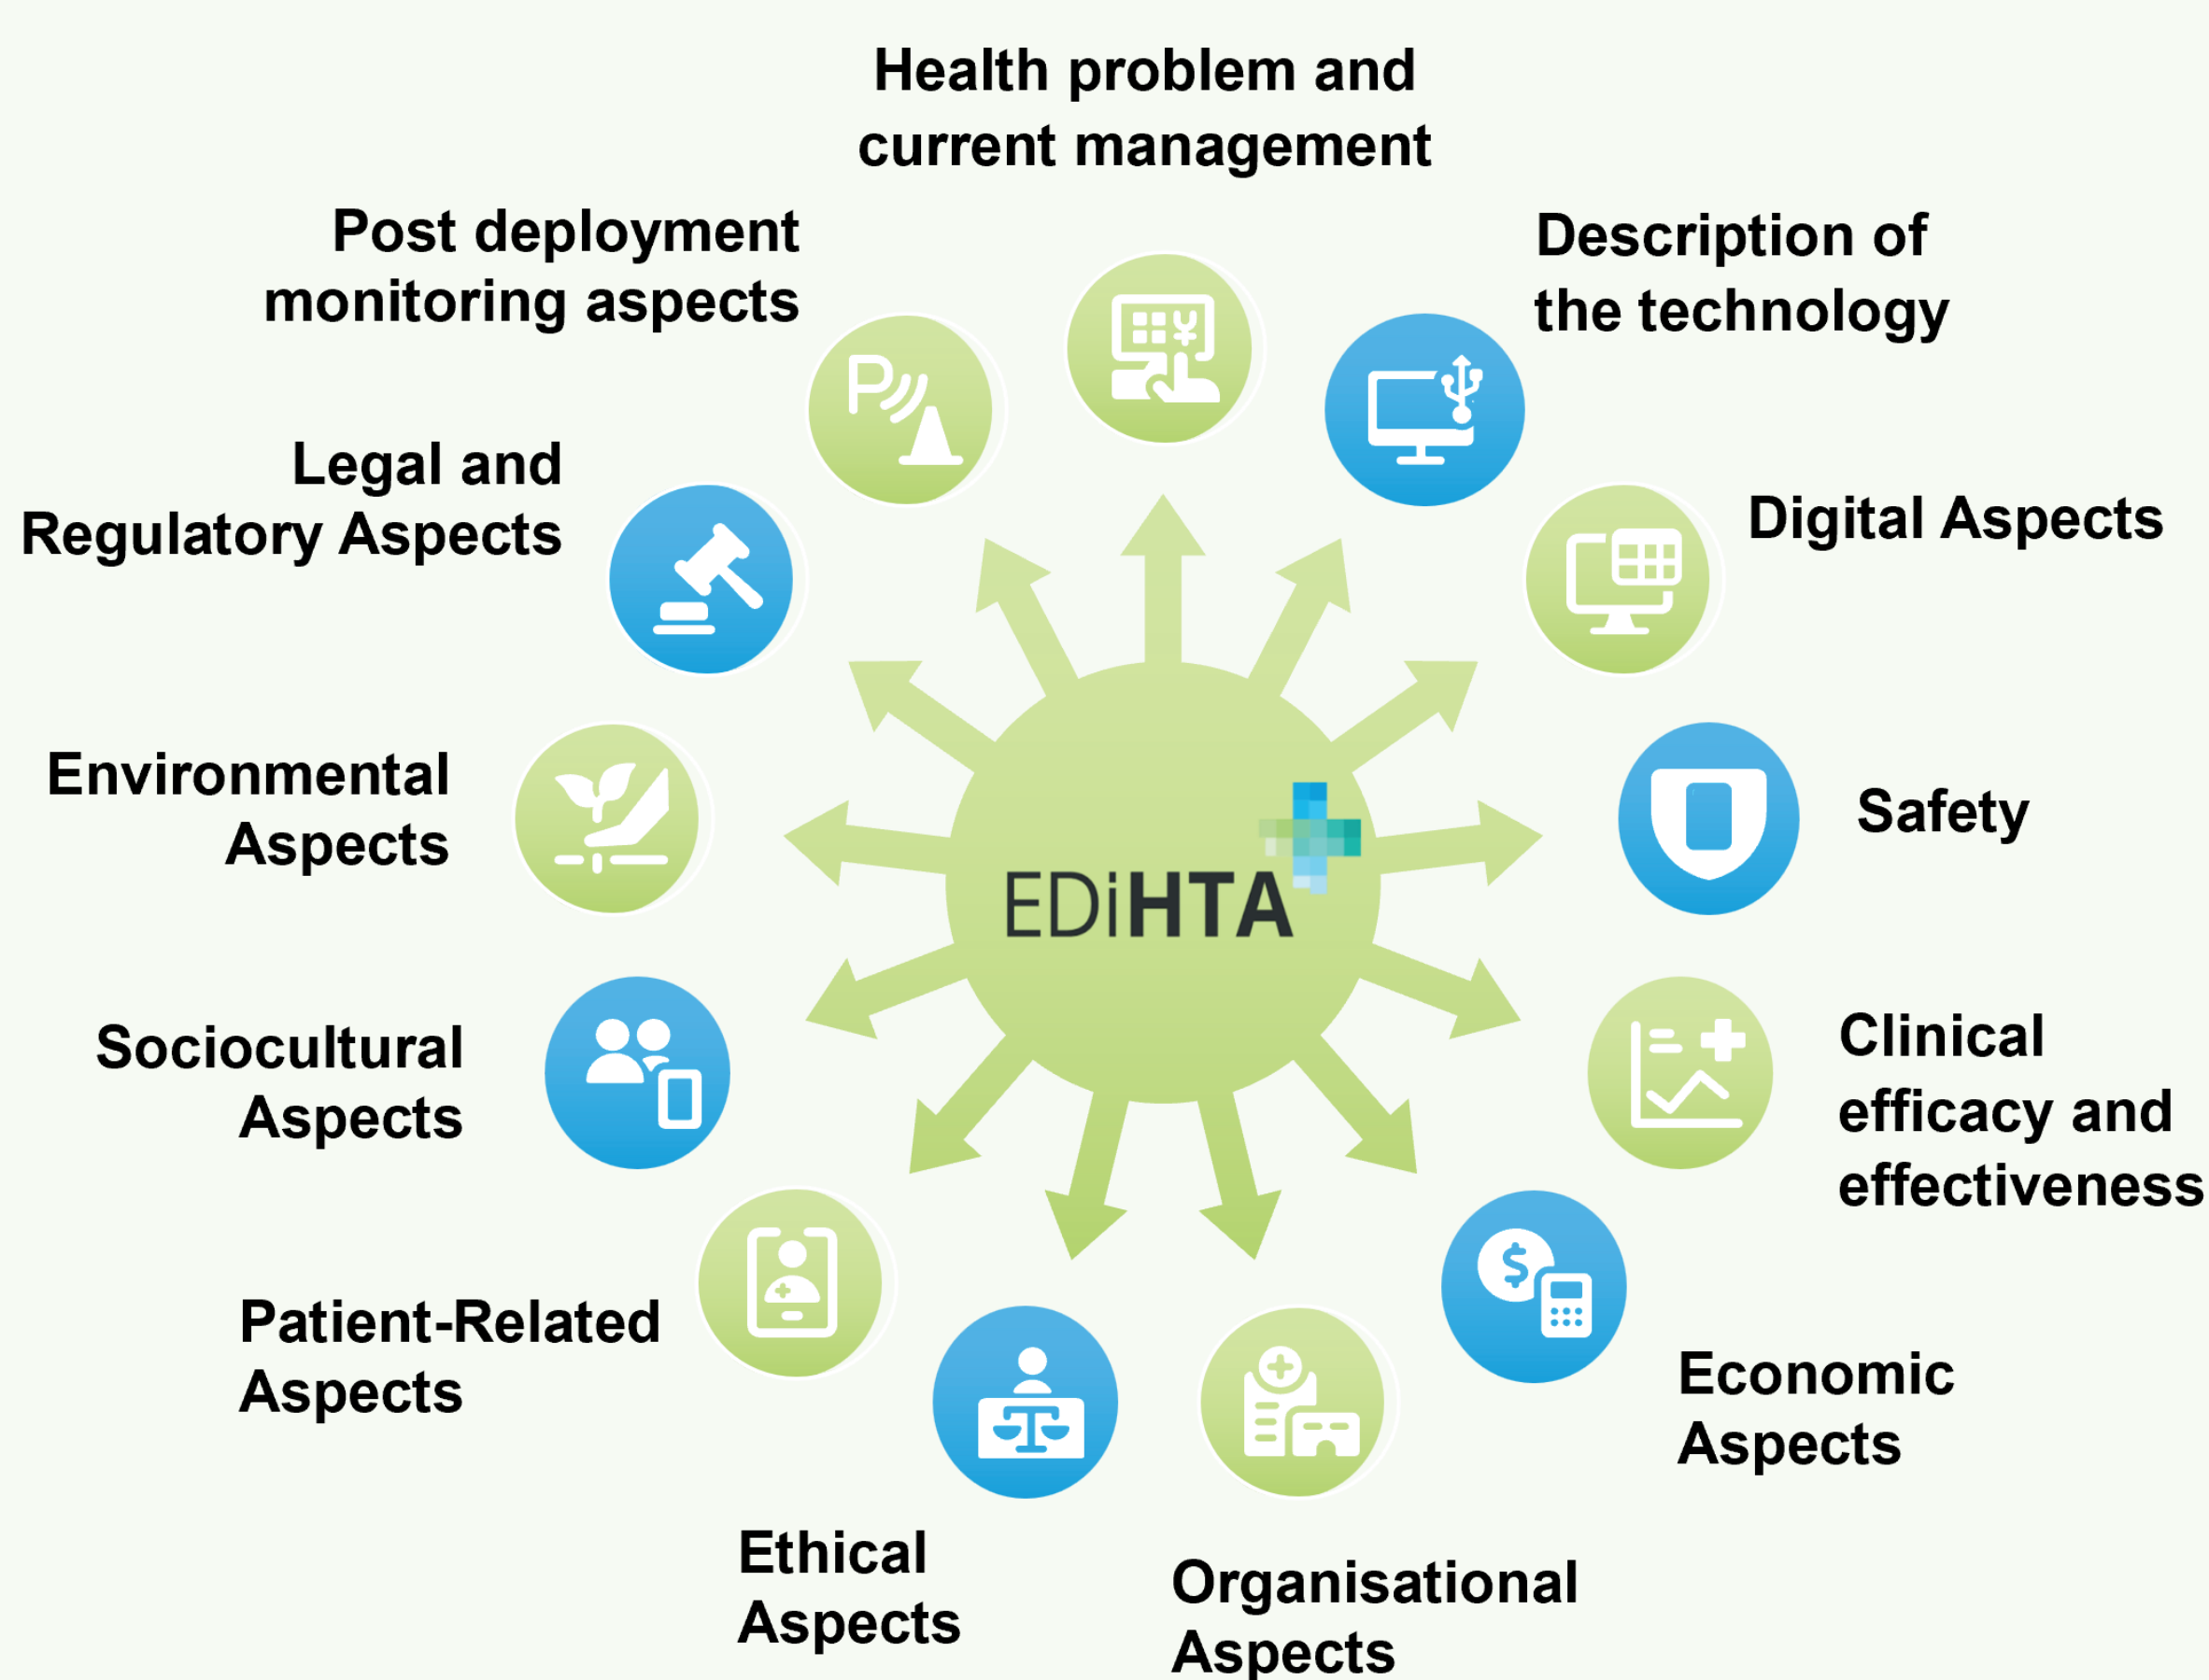 Health problem and
current management
Description of
the technology
Digital Aspects
Safety
Clinical
efficacy and
effectiveness
Economic
Aspects
Organisational
Aspects
Ethical
Aspects
Patient-Related
Aspects
Sociocultural
Aspects
Environmental
Aspects
Legal and
Regulatory Aspects
Post deployment
monitoring aspects
P
¥
$
EDiHTA